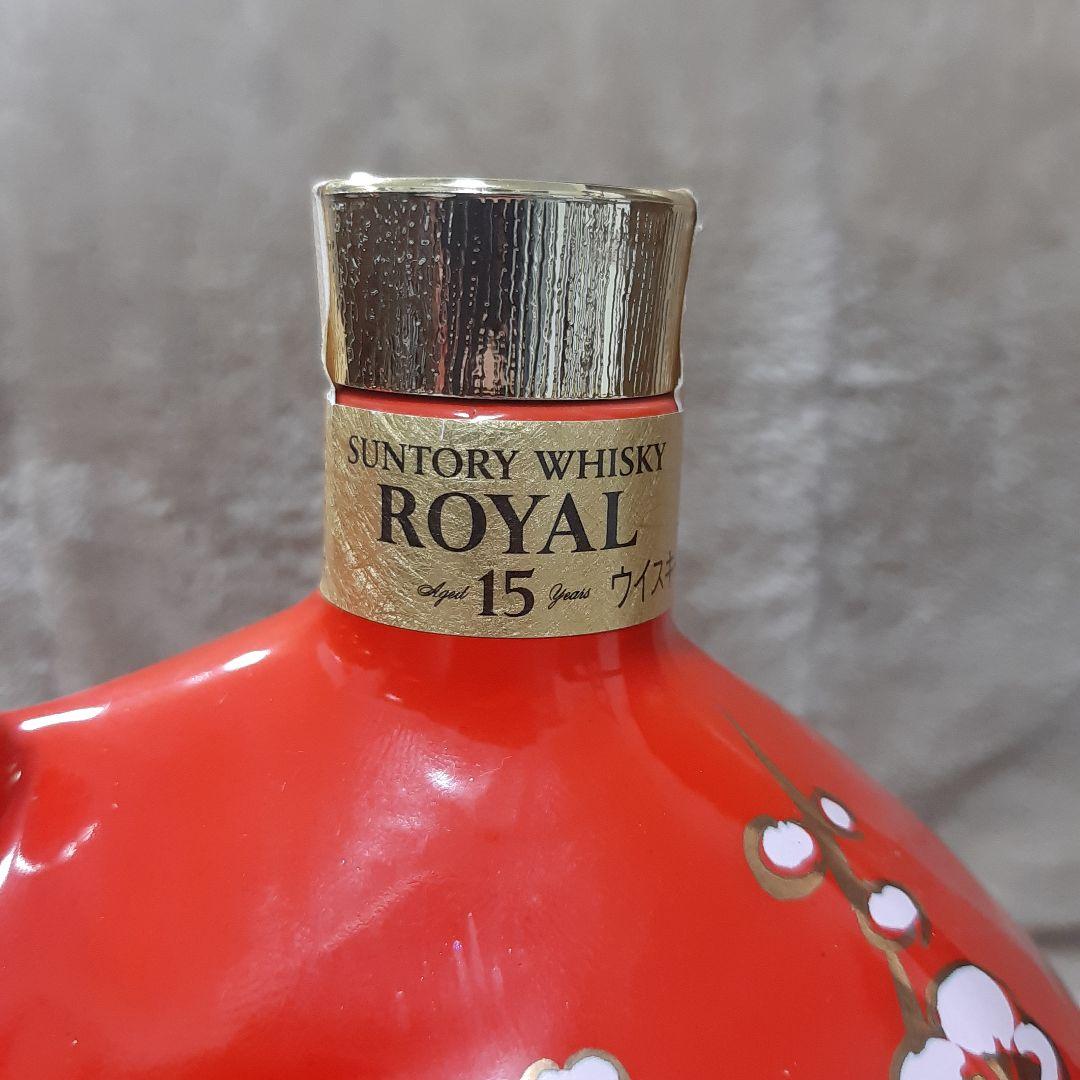 SUNTORY WHISKY
ROYAL
Aged 15 Years ウイスキ